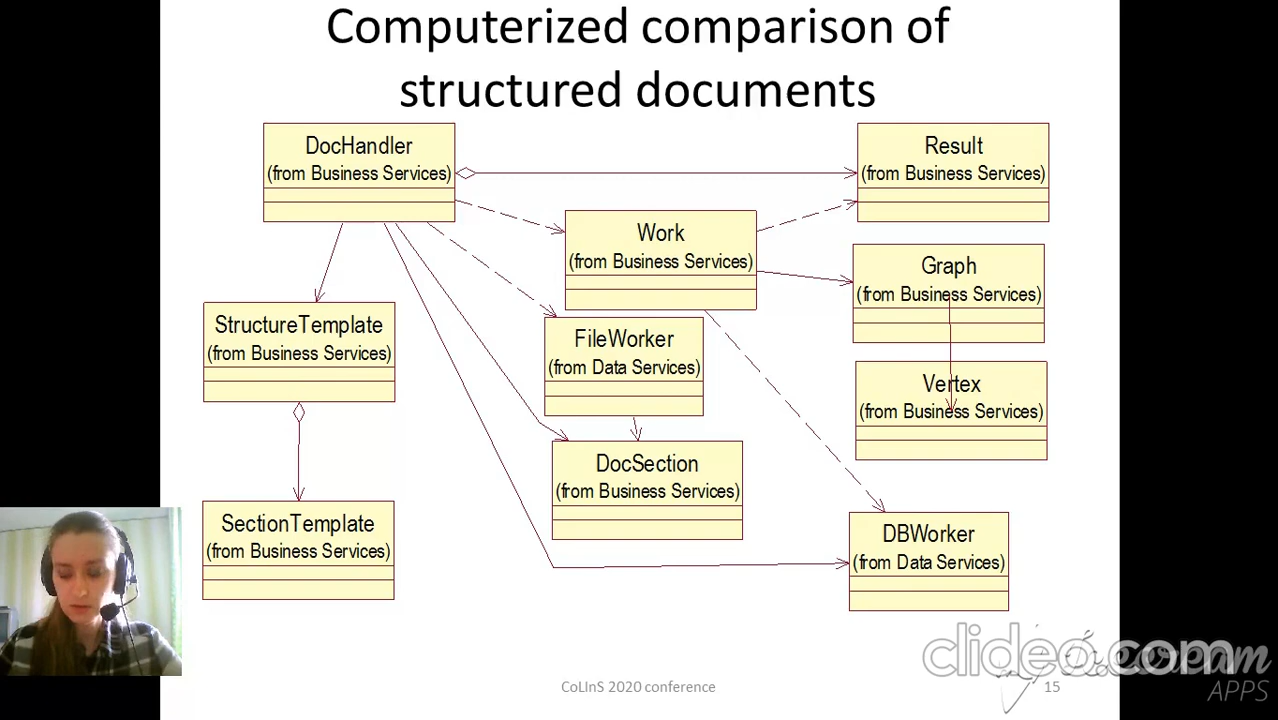 Computerized comparison of
structured documents
DocHandler
(from Business Services)
Result
(from Business Services)
Work
(from Business Services)
Graph
(from Business Services)
StructureTemplate
(from Business Services)
FileWorker
(from Data Services)
Vertex
(from Business Services)
DocSection
(from Business Services)
SectionTemplate
(from Business Services)
DBWorker
(from Data Services)
clideo.com
APPS
CoLInS 2020 conference
15